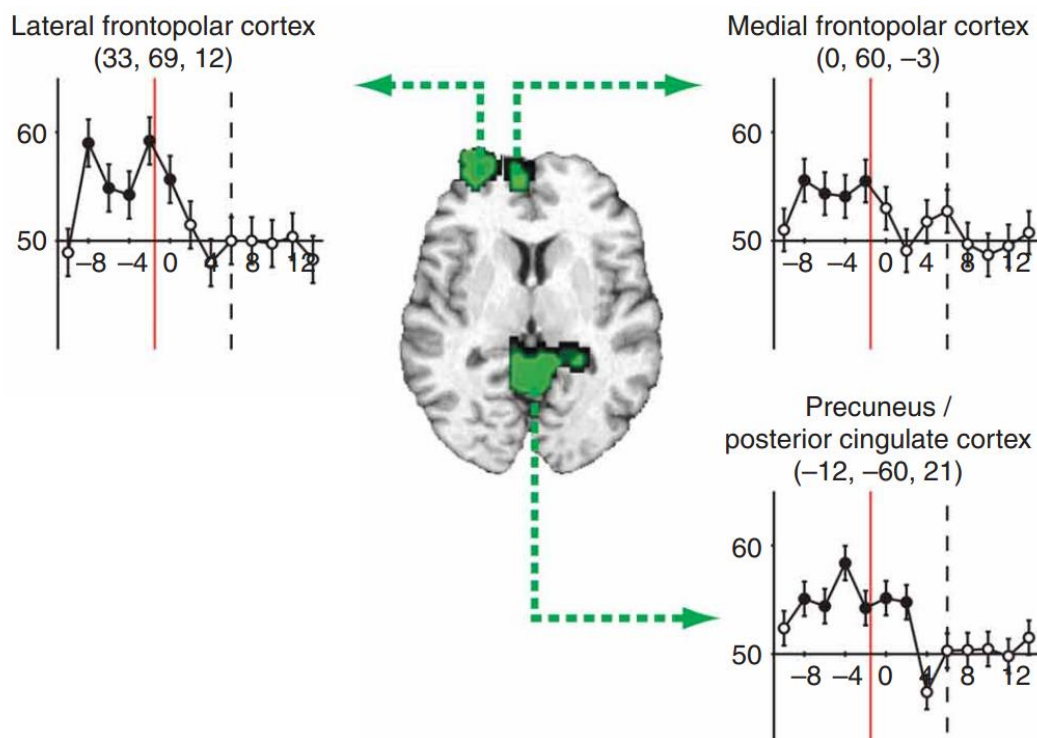 Lateral frontopolar cortex
(33, 69, 12)
60
50
–8 –4 0 4 8 12
Medial frontopolar cortex
(0, 60, –3)
60
50
–8 –4 0 4 8 12
Precuneus /
posterior cingulate cortex
(–12, –60, 21)
60
50
–8 –4 0 4 8 12